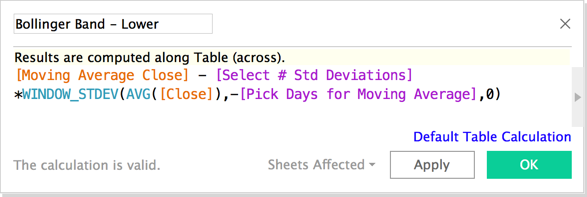 Bollinger Band - Lower
Results are computed along Table (across).
[Moving Average Close] - [Select # Std Deviations]
*WINDOW_STDEV(AVG([Close]),-[Pick Days for Moving Average],0)
Default Table Calculation
The calculation is valid.
Sheets Affected
Apply
OK